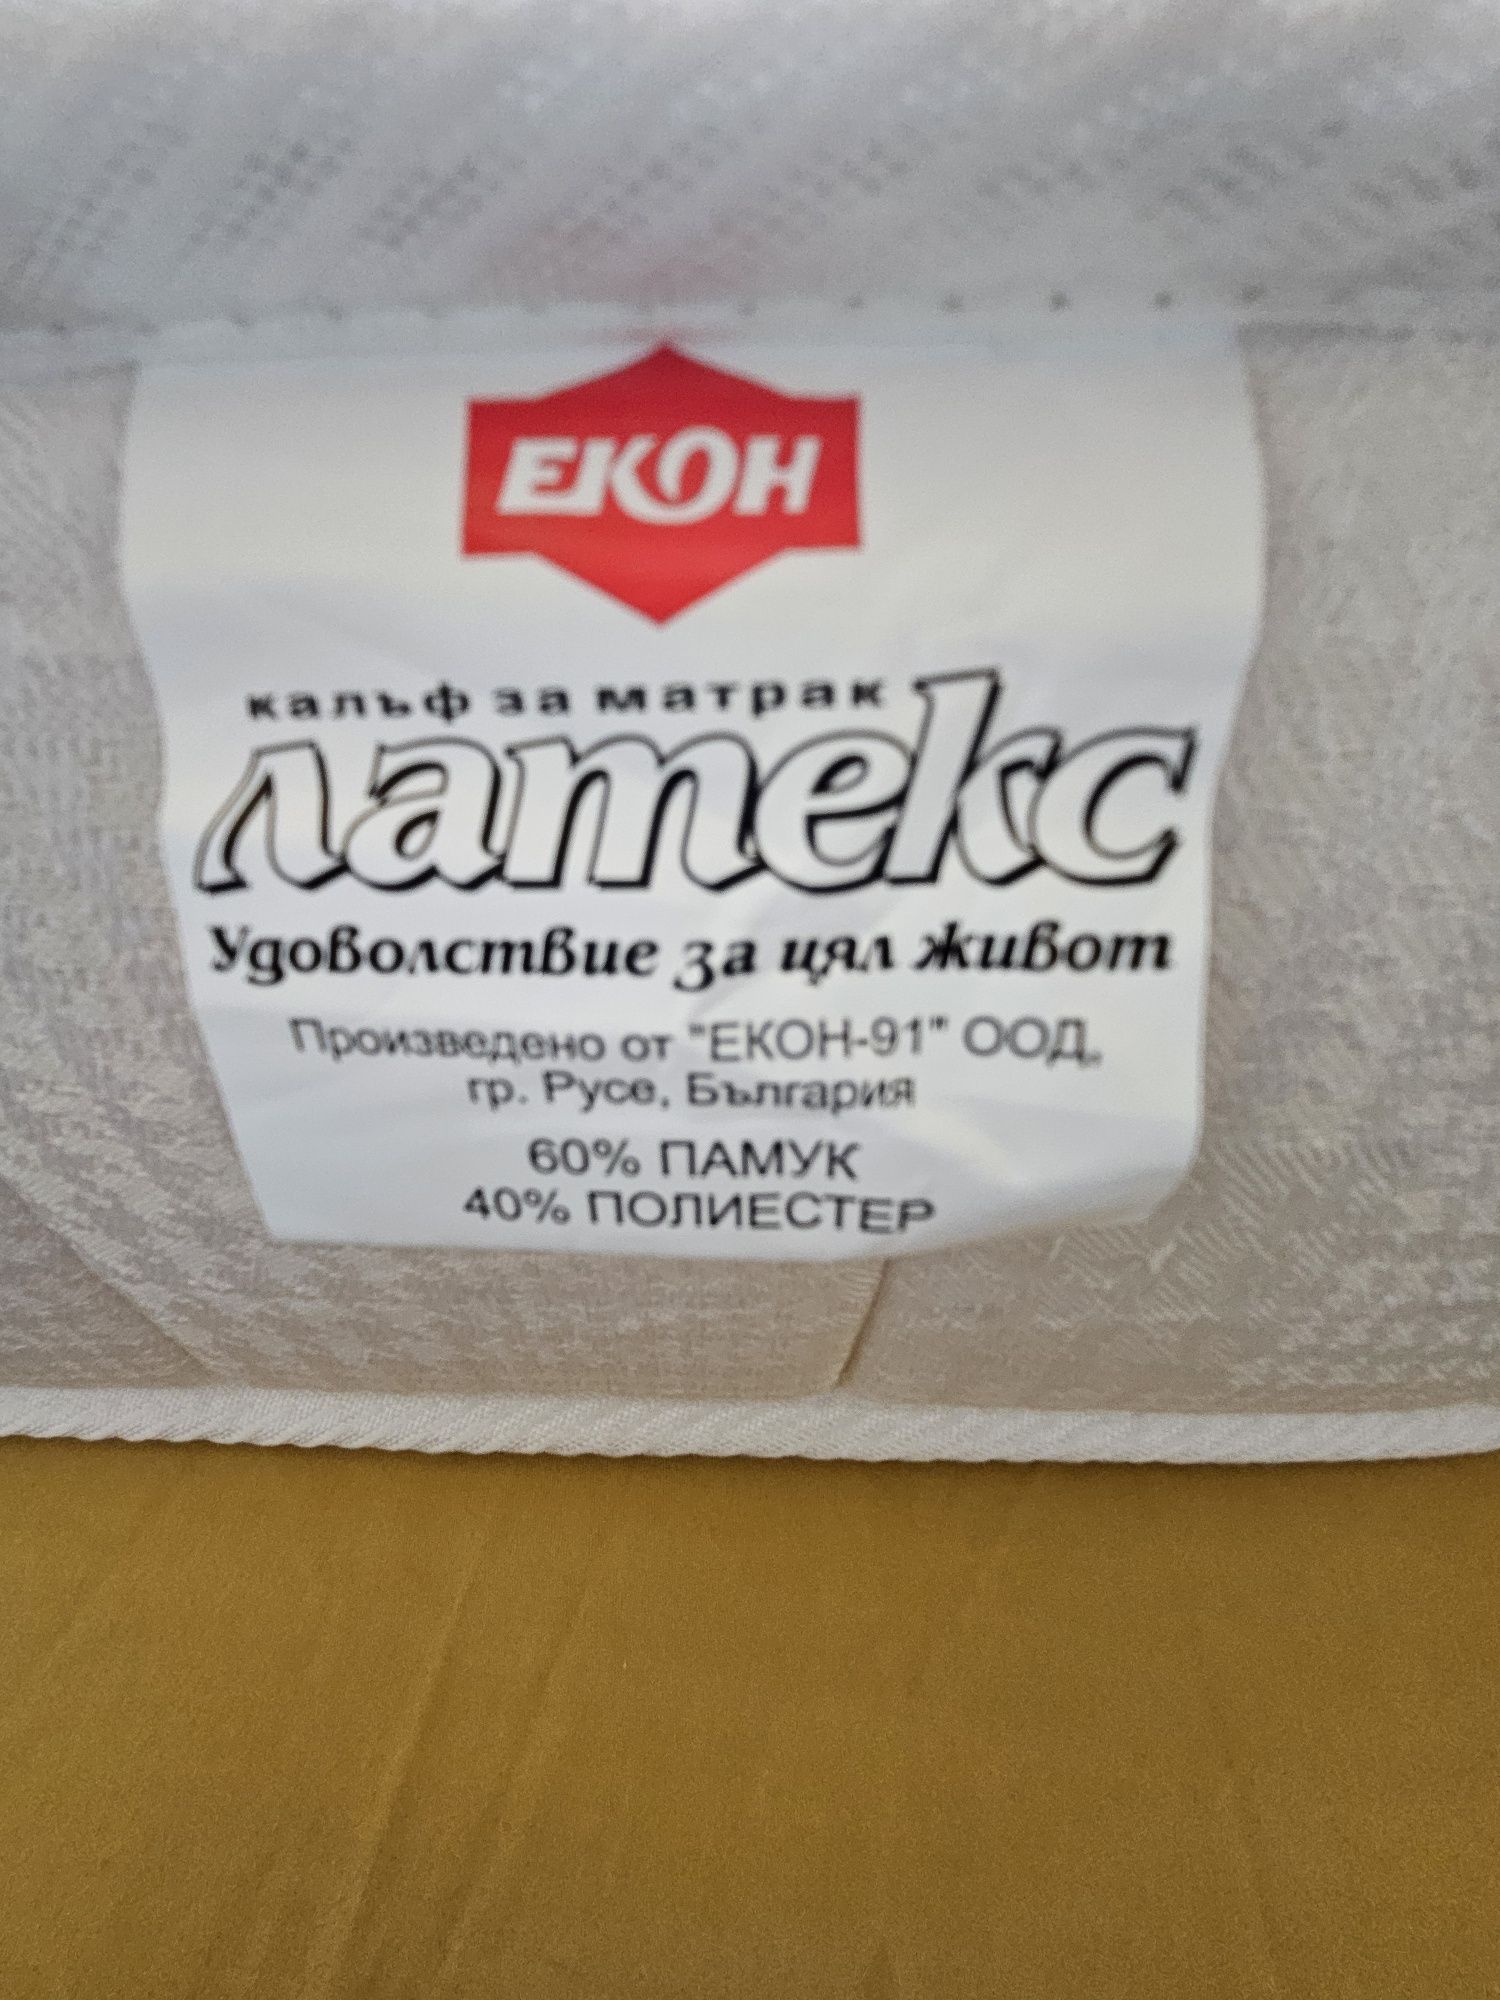 ЕКОН
калъф за матрак
Латекс
Удоволствие за цял живот
Произведено от "ЕКОН-91" ООД,
гр. Русе, България
60% ПАМУК
40% ПОЛИЕСТЕР